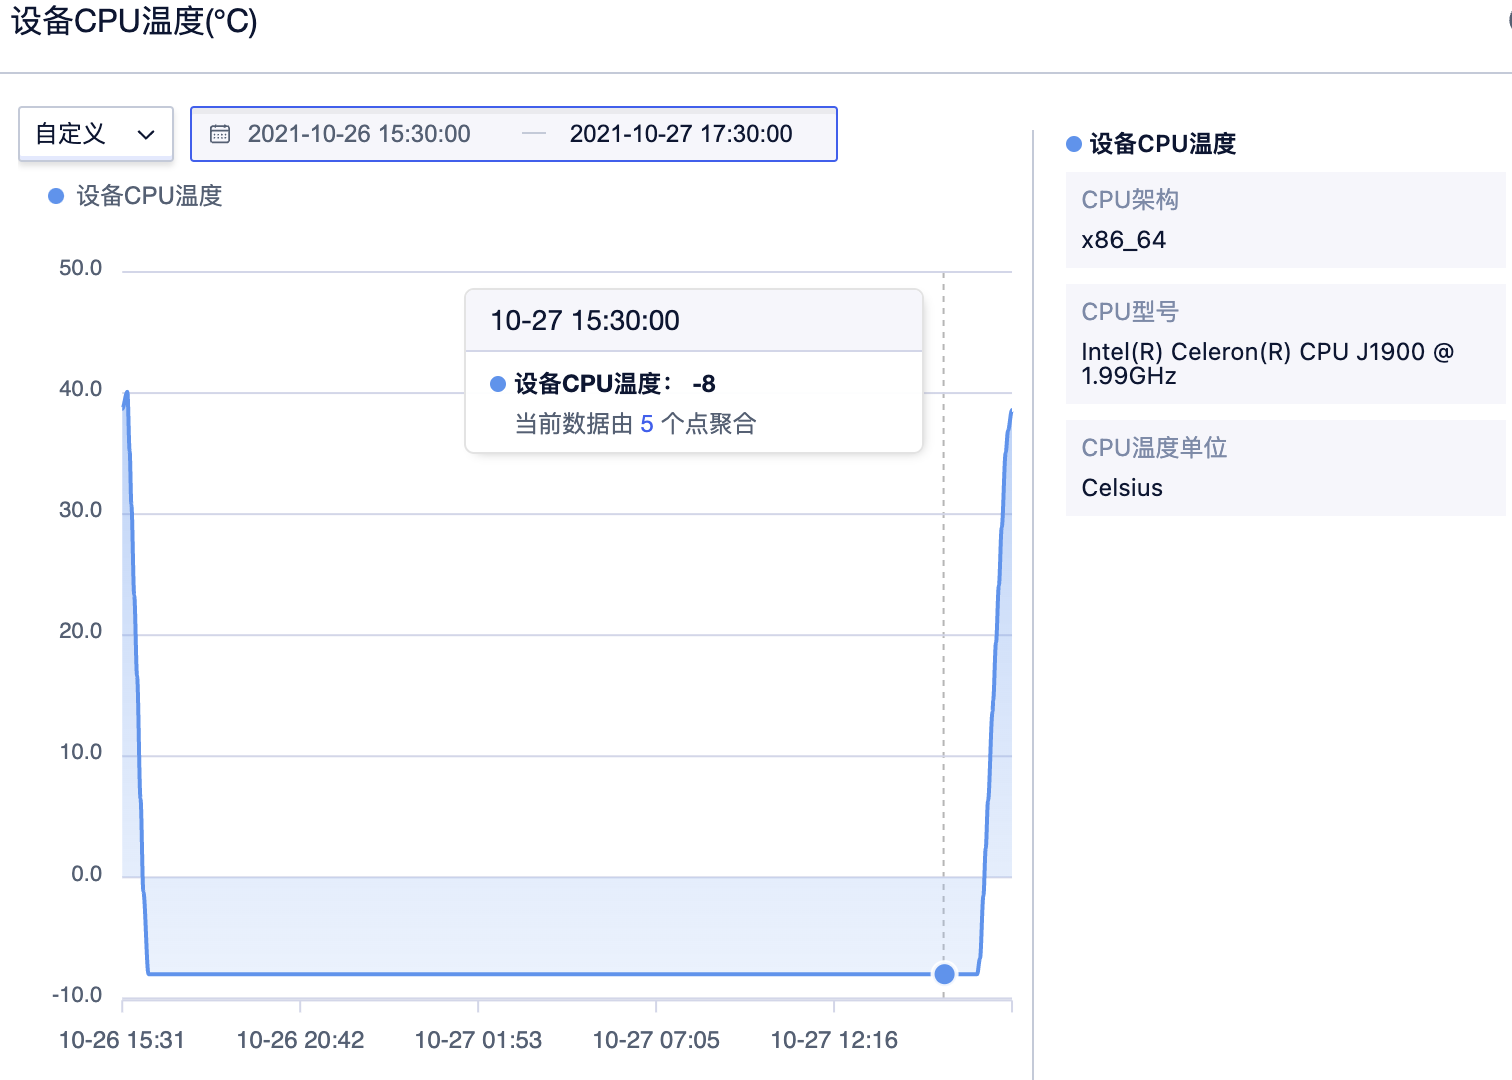 设备CPU温度(°C)
自定义
2021-10-26 15:30:00 — 2021-10-27 17:30:00
设备CPU温度
50.0
40.0
30.0
20.0
10.0
0.0
-10.0
10-26 15:31 10-26 20:42 10-27 01:53 10-27 07:05 10-27 12:16
10-27 15:30:00
设备CPU温度： -8
当前数据由 5 个点聚合
设备CPU温度
CPU架构
x86_64
CPU型号
Intel(R) Celeron(R) CPU J1900 @
1.99GHz
CPU温度单位
Celsius